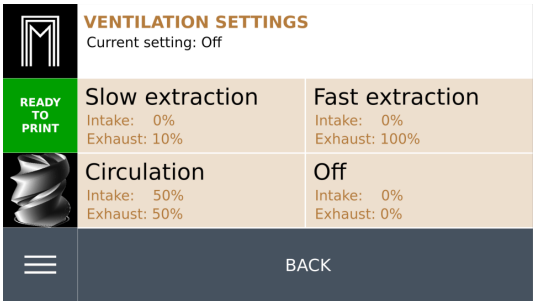 VENTILATION SETTINGS
Current setting: Off
READY
TO
PRINT
Slow extraction
Intake: 0%
Exhaust: 10%
Fast extraction
Intake: 0%
Exhaust: 100%
Circulation
Intake: 50%
Exhaust: 50%
Off
Intake: 0%
Exhaust: 0%
BACK